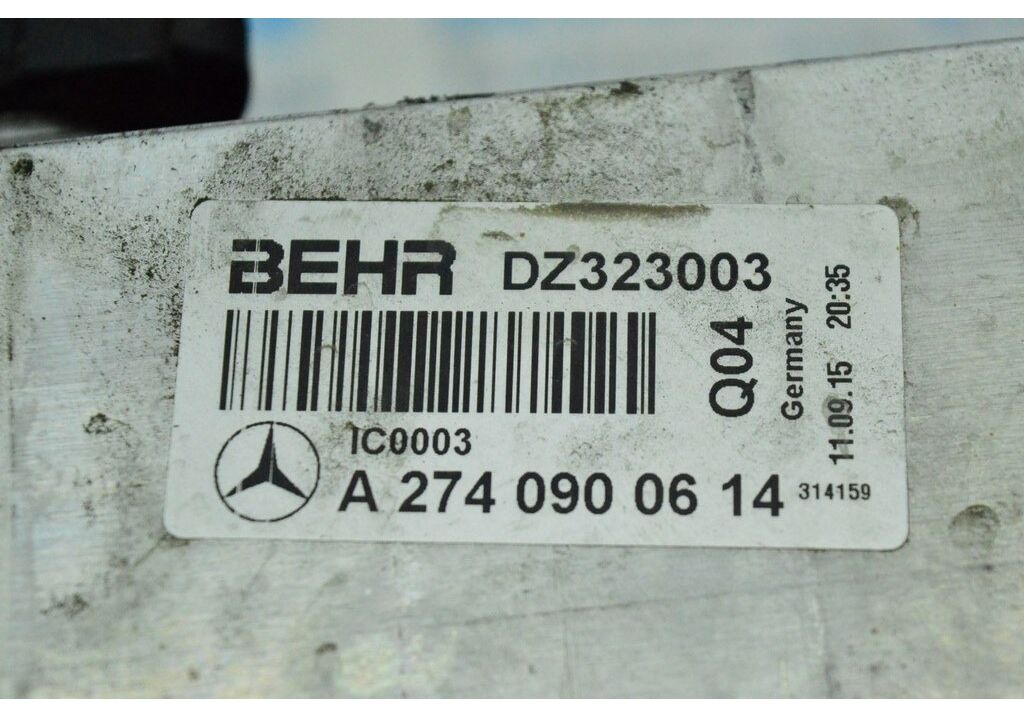 BEHR DZ323003
Q04
Germany
11.09.15 20:35
IC0003
A 274 090 06 14 314159